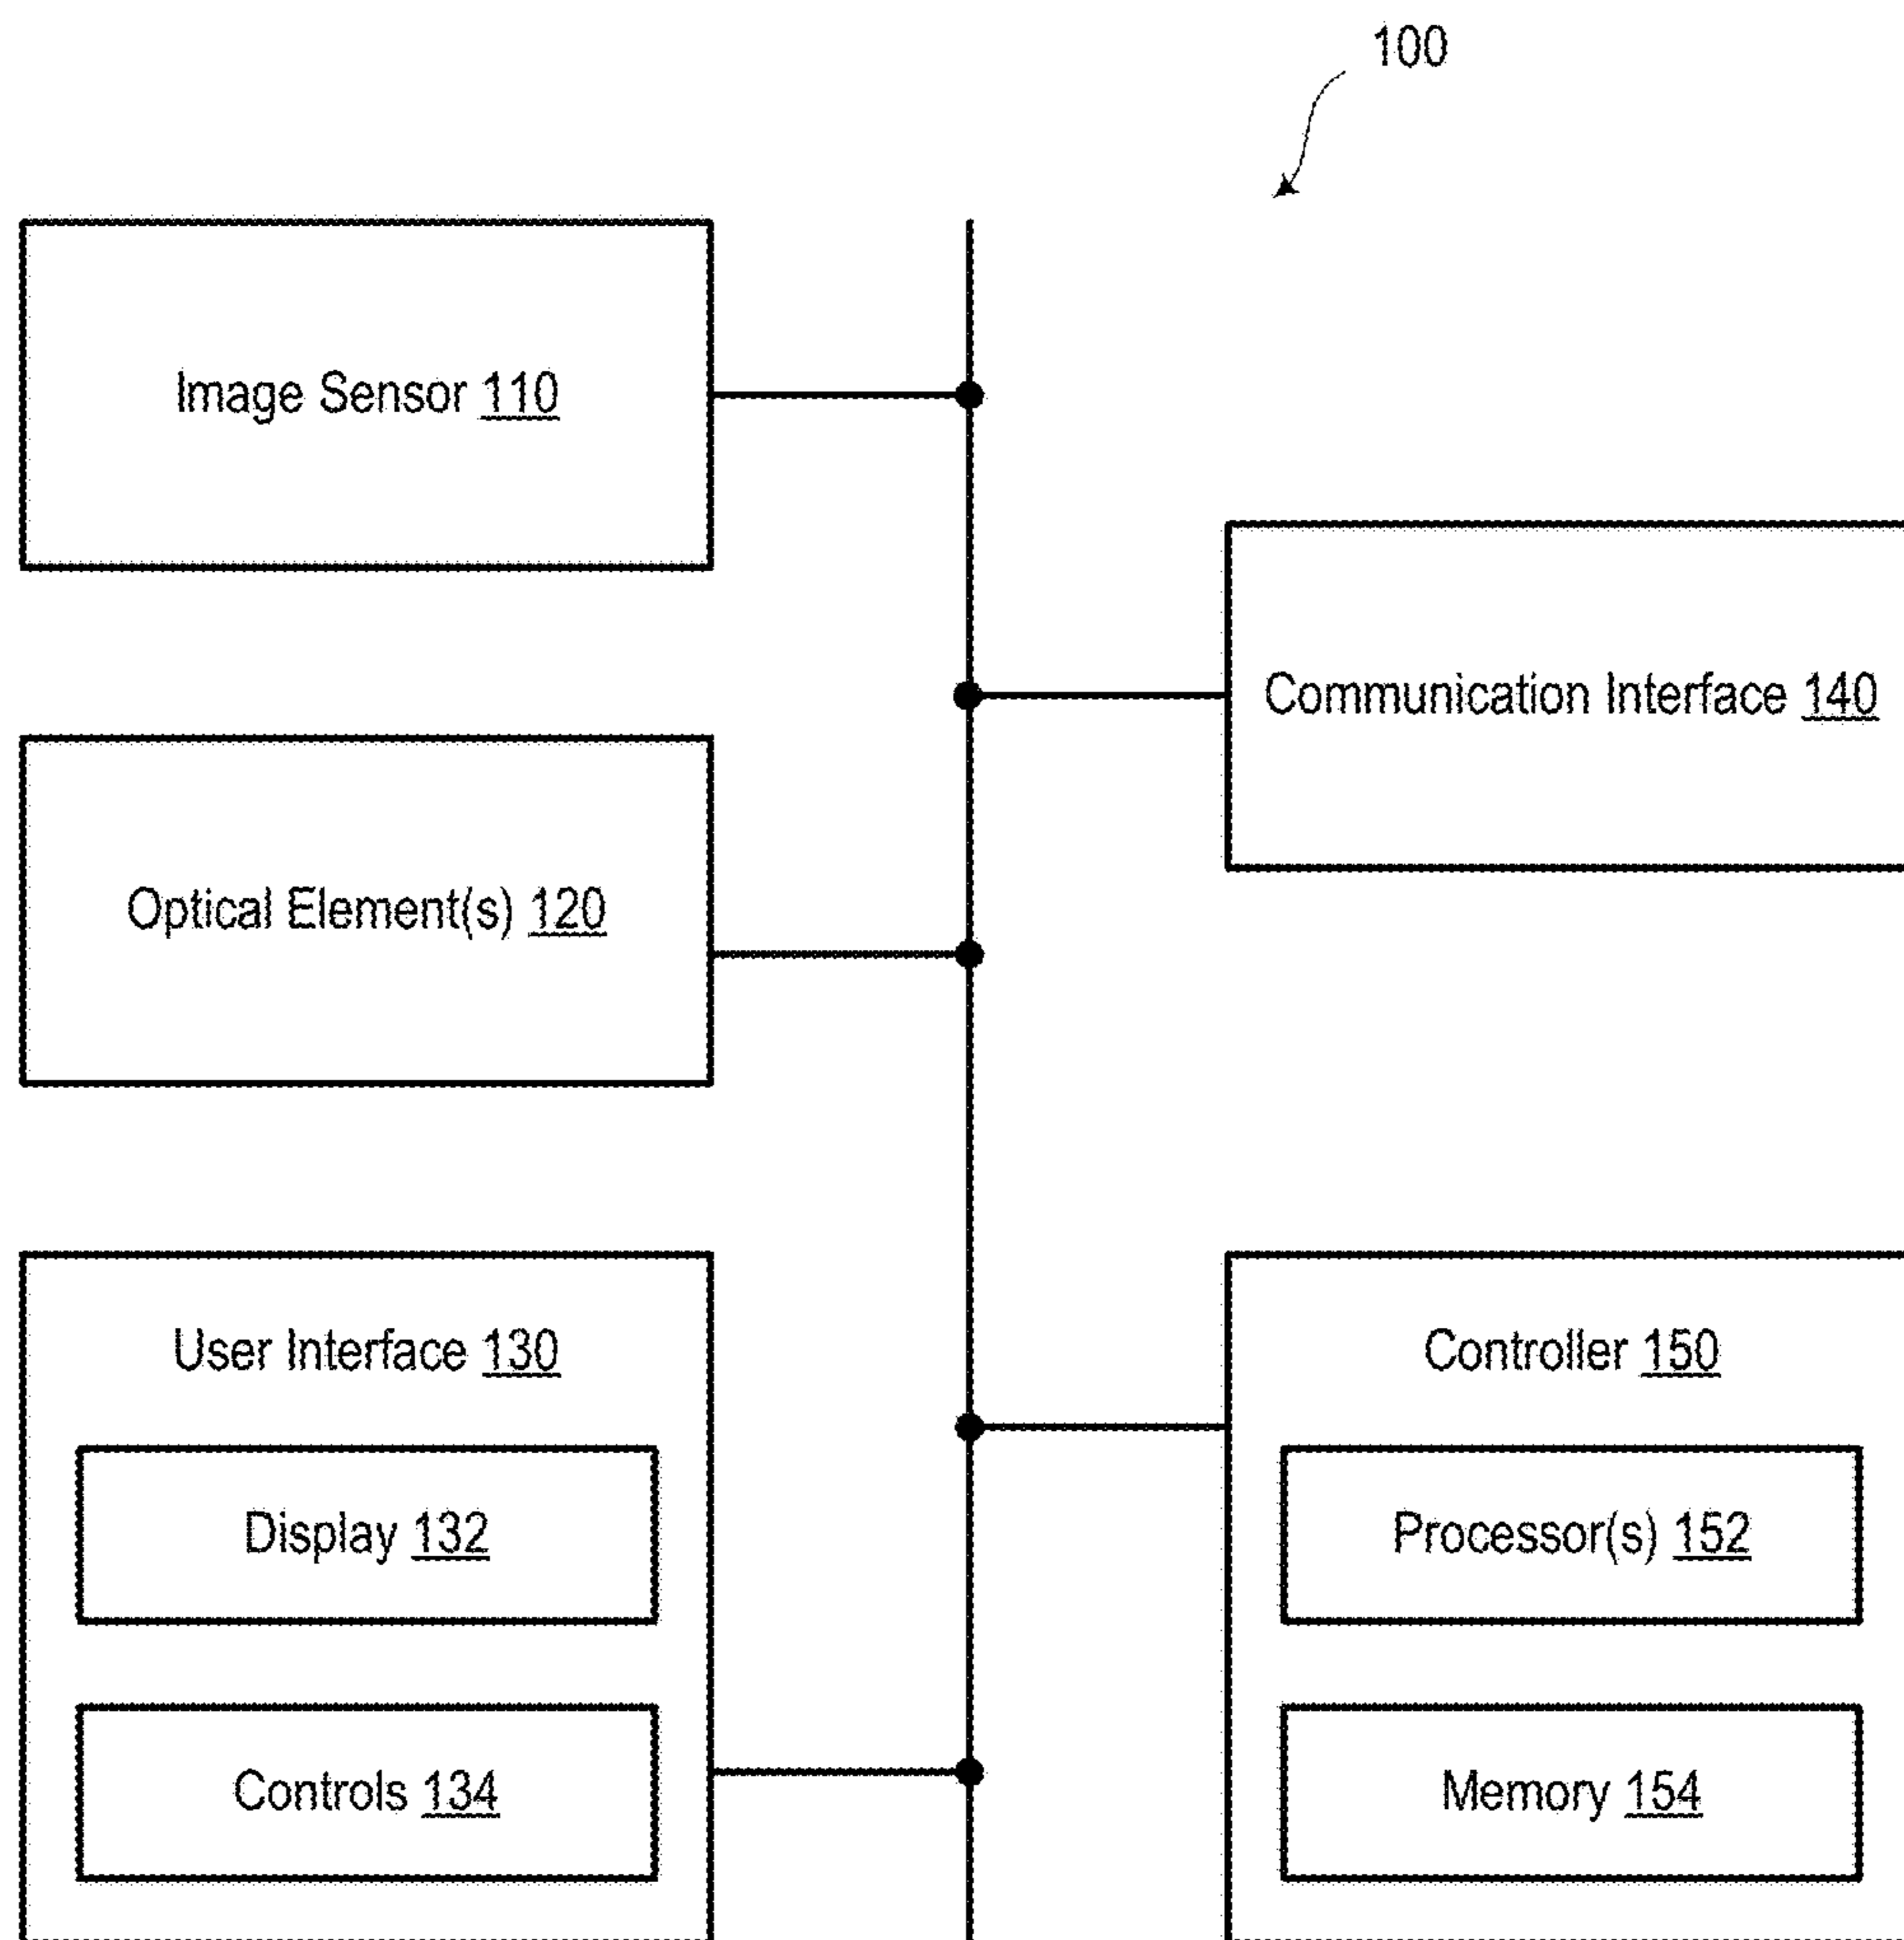 100
Image Sensor 110
Communication Interface 140
Optical Element(s) 120
User Interface 130
Display 132
Controls 134
Controller 150
Processor(s) 152
Memory 154